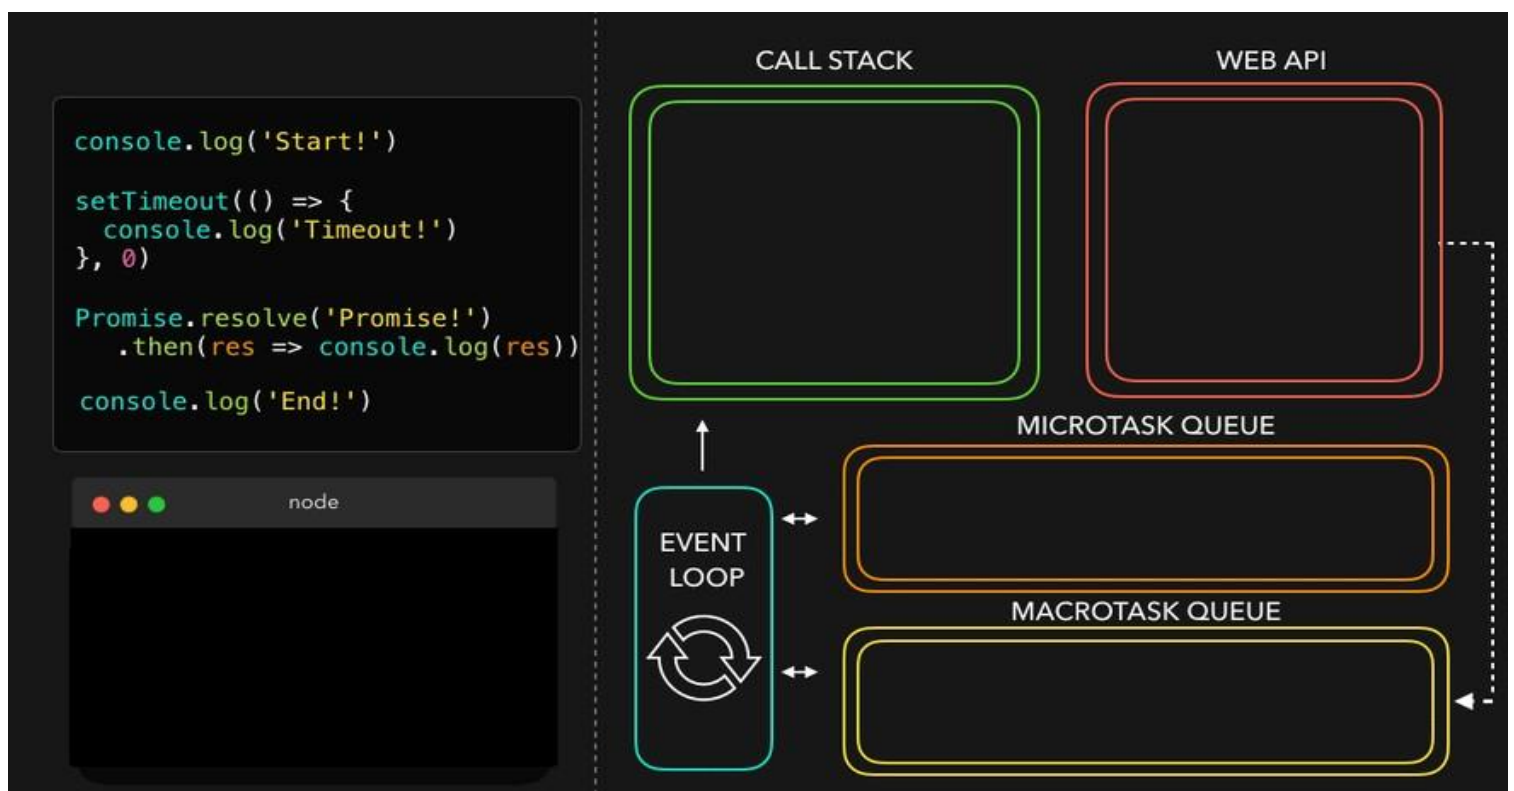 console.log('Start!')
setTimeout(() => {
  console.log('Timeout!')
}, 0)
Promise.resolve('Promise!')
  .then(res => console.log(res))
console.log('End!')
node
CALL STACK
WEB API
MICROTASK QUEUE
EVENT
LOOP
MACROTASK QUEUE